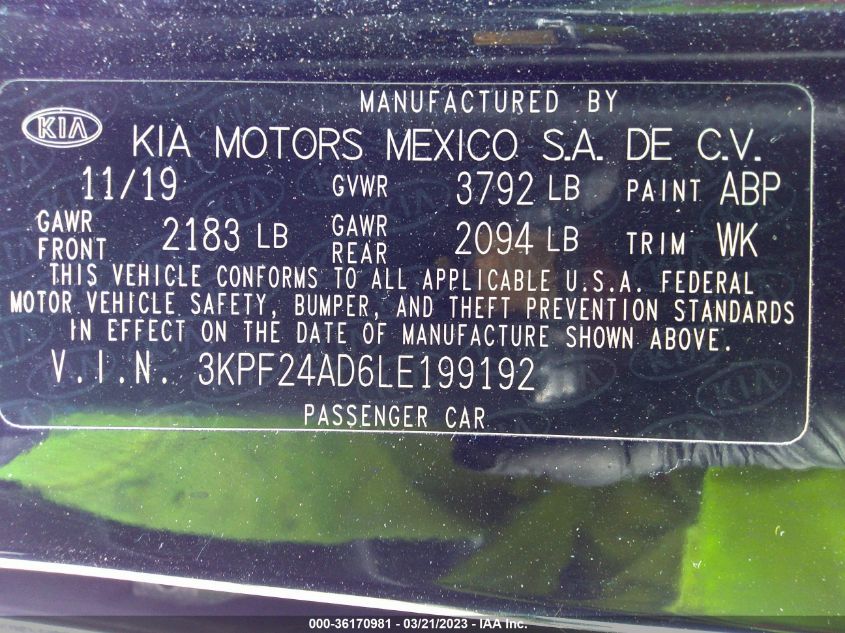 MANUFACTURED BY
KIA KIA MOTORS MEXICO S.A. DE C.V.
11/19 GVWR 3792 LB PAINT ABP
GAWR FRONT 2183 LB GAWR REAR 2094 LB TRIM WK
THIS VEHICLE CONFORMS TO ALL APPLICABLE U.S.A. FEDERAL
MOTOR VEHICLE SAFETY, BUMPER, AND THEFT PREVENTION STANDARDS
IN EFFECT ON THE DATE OF MANUFACTURE SHOWN ABOVE.
V.I.N. 3KPF24AD6LE199192
PASSENGER CAR
000-36170981 - 03/21/2023 - IAA Inc.